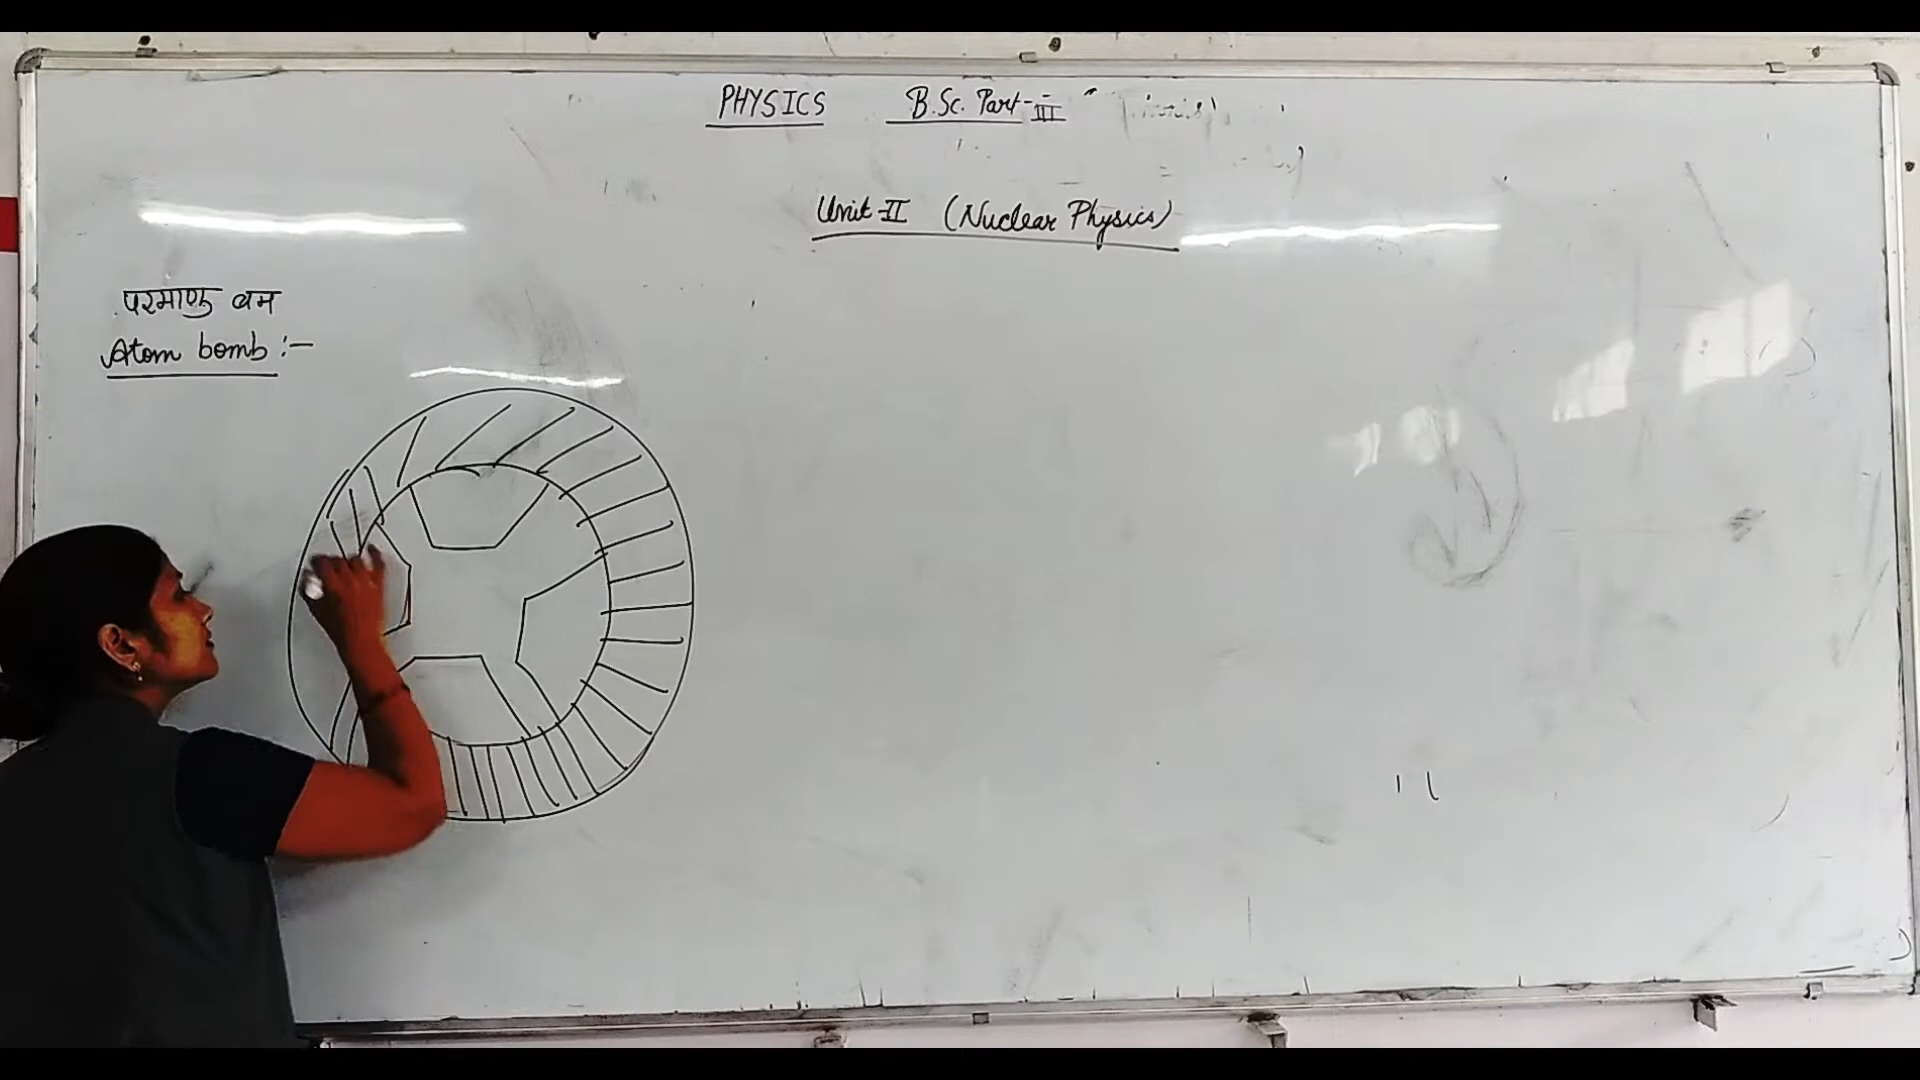 PHYSICS B.Sc. Part-III
Unit-II (Nuclear Physics)
परमाणु बम
Atom bomb :-